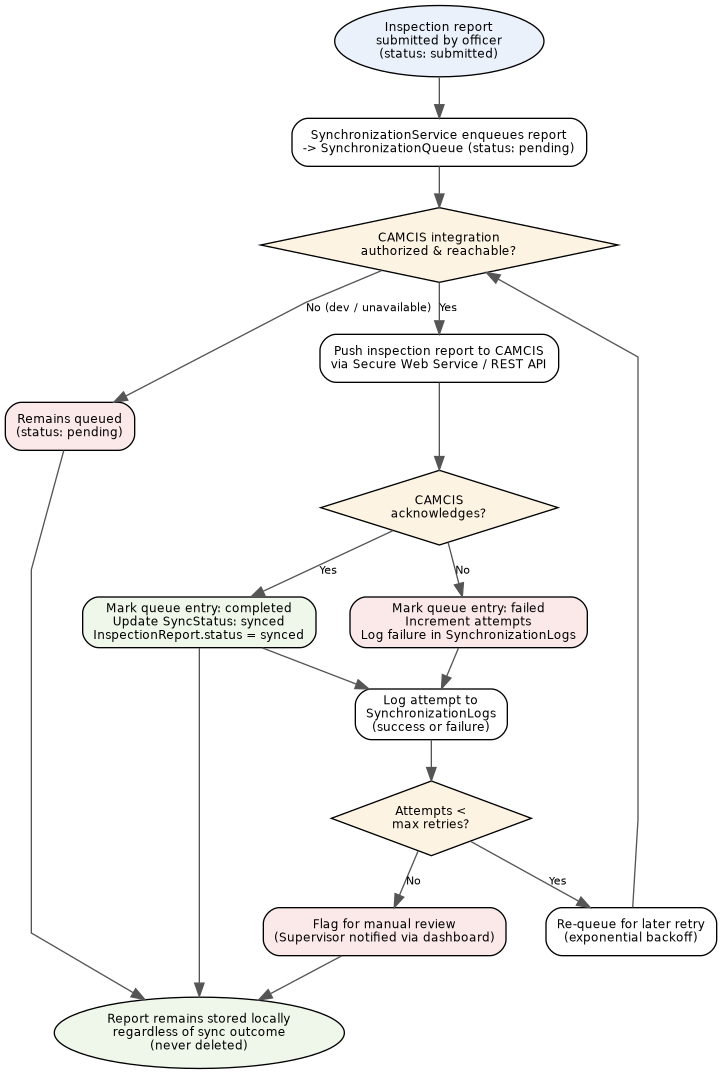 Inspection report
submitted by officer
(status: submitted)
SynchronizationService enqueues report
-> SynchronizationQueue (status: pending)
CAMCIS integration
authorized & reachable?
No (dev / unavailable)
Yes
Push inspection report to CAMCIS
via Secure Web Service / REST API
Remains queued
(status: pending)
CAMCIS
acknowledges?
Yes
No
Mark queue entry: completed
Update SyncStatus: synced
InspectionReport.status = synced
Mark queue entry: failed
Increment attempts
Log failure in SynchronizationLogs
Log attempt to
SynchronizationLogs
(success or failure)
Attempts <
max retries?
No
Yes
Flag for manual review
(Supervisor notified via dashboard)
Re-queue for later retry
(exponential backoff)
Report remains stored locally
regardless of sync outcome
(never deleted)